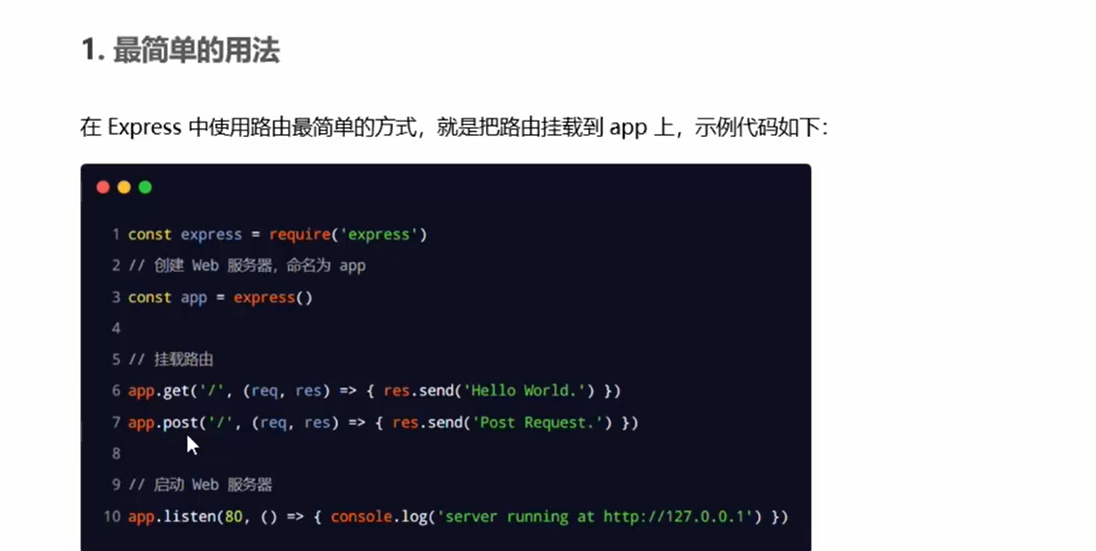 1. 最简单的用法
在 Express 中使用路由最简单的方式，就是把路由挂载到 app 上，示例代码如下：
1 const express = require('express')
2 // 创建 Web 服务器，命名为 app
3 const app = express()
4
5 // 挂载路由
6 app.get('/', (req, res) => { res.send('Hello World.') })
7 app.post('/', (req, res) => { res.send('Post Request.') })
8
9 // 启动 Web 服务器
10 app.listen(80, () => { console.log('server running at http://127.0.0.1') })